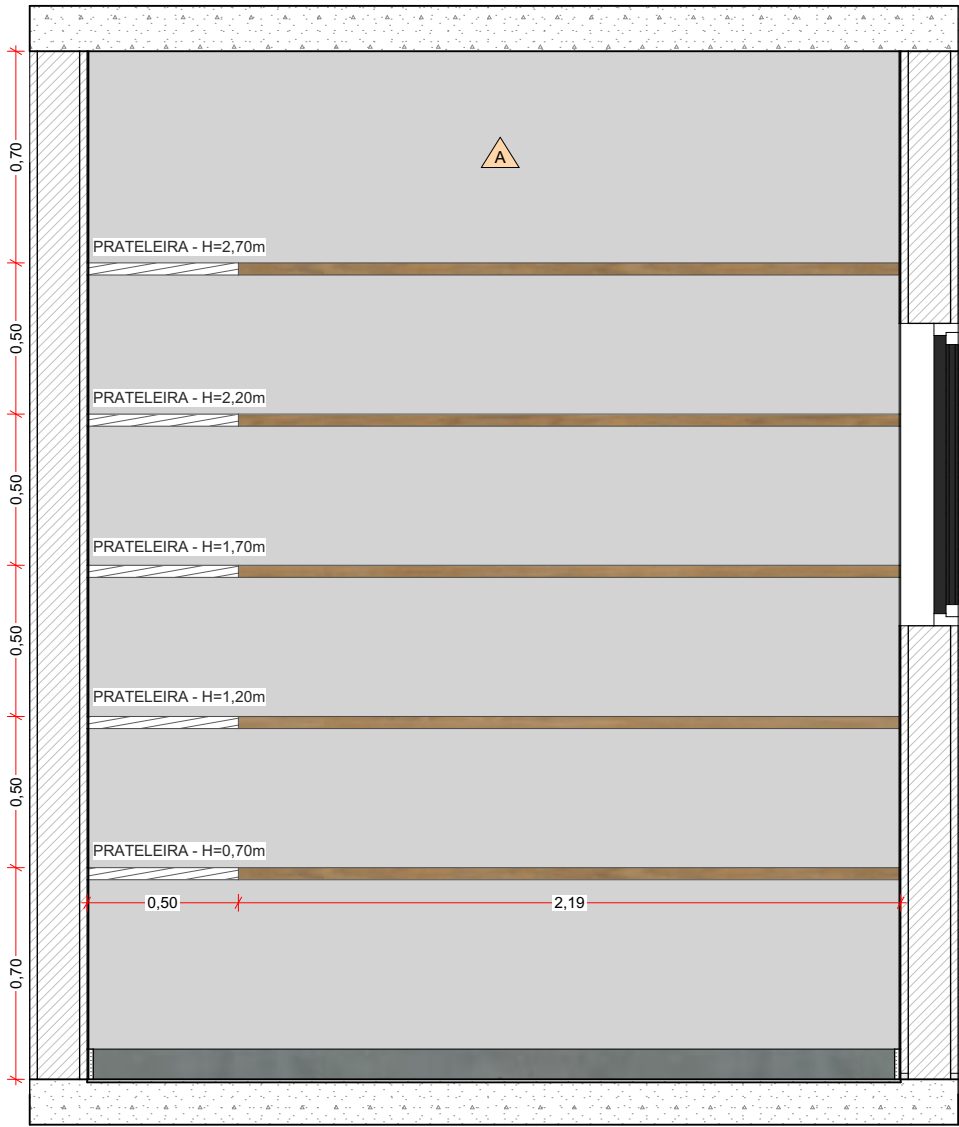 A
0,70
PRATELEIRA - H=2,70m
0,50
PRATELEIRA - H=2,20m
0,50
PRATELEIRA - H=1,70m
0,50
PRATELEIRA - H=1,20m
0,50
PRATELEIRA - H=0,70m
0,50
2,19
0,70